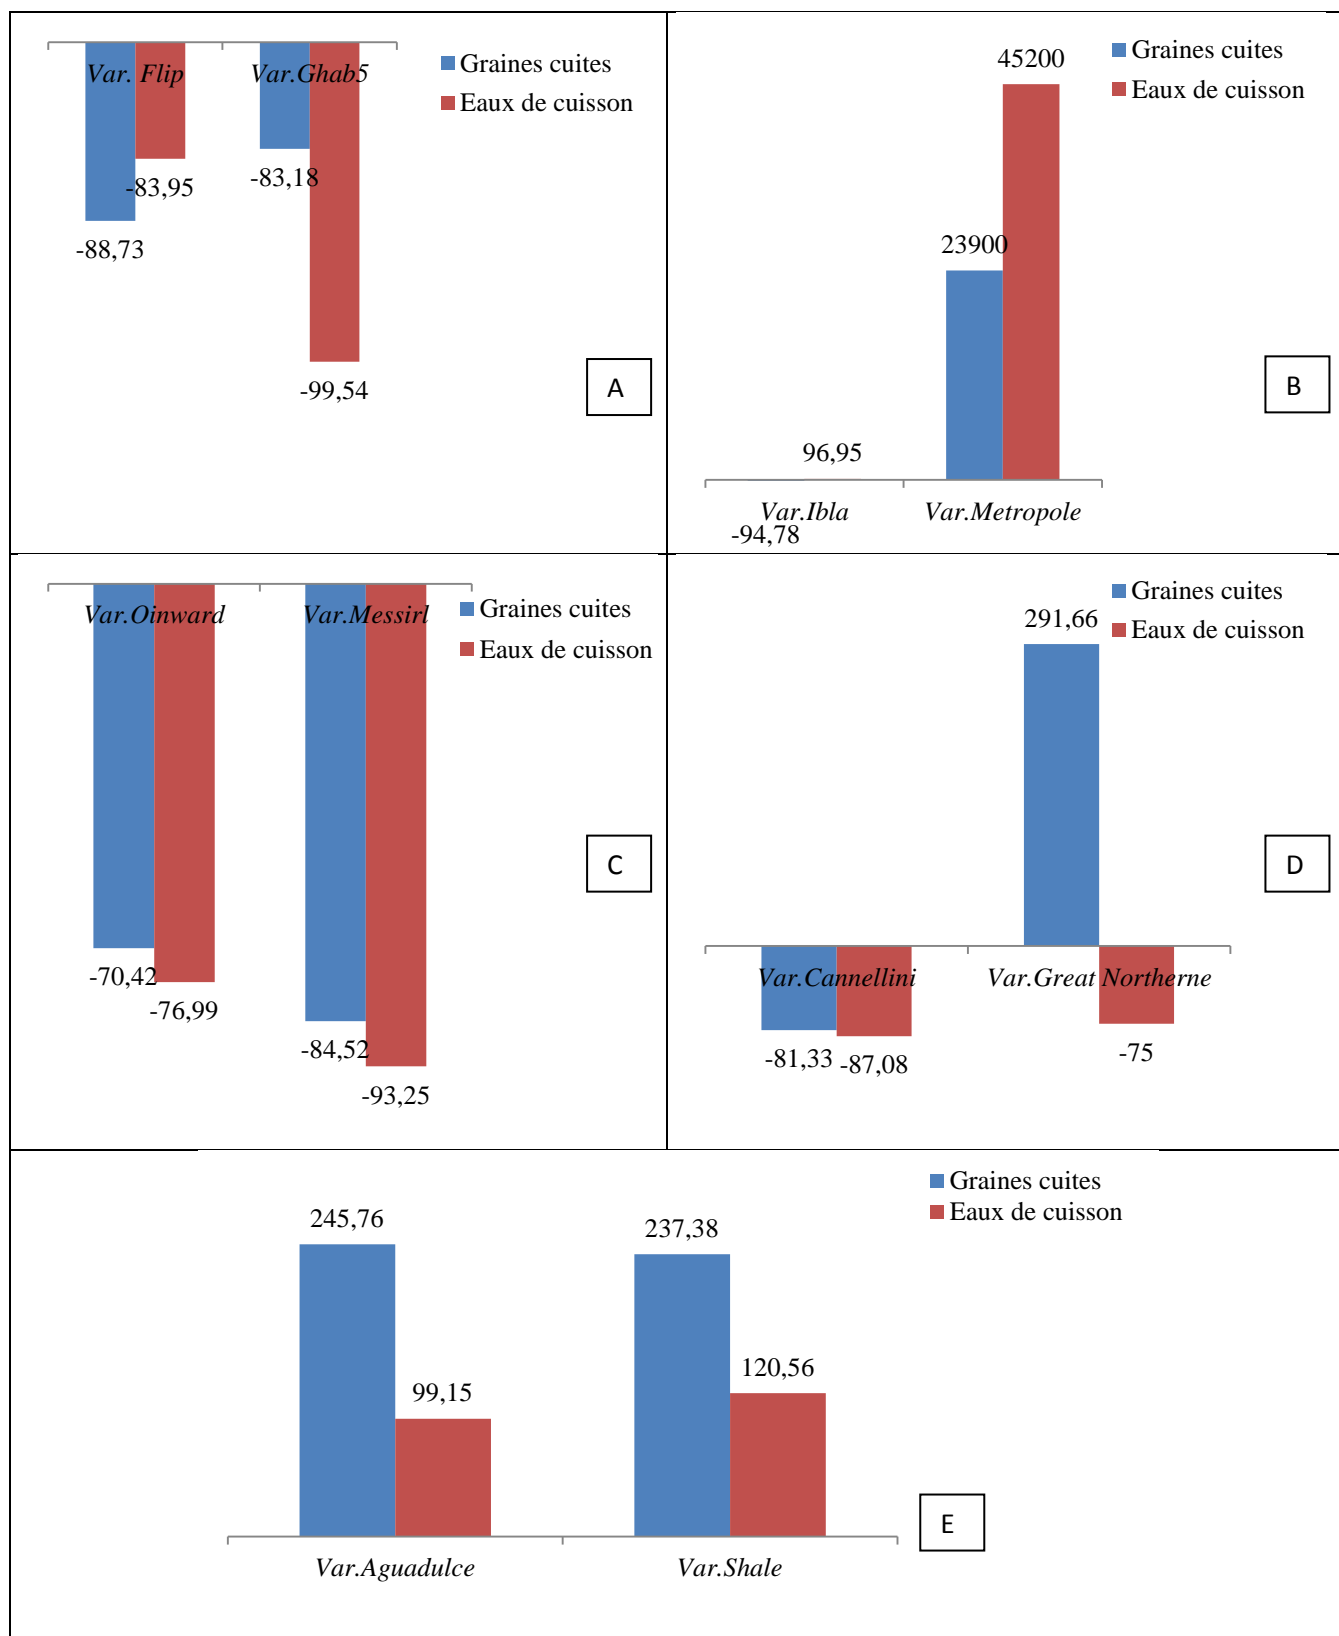 Var. Flip
Var.Ghab5
Graines cuites
Eaux de cuisson
-83,95
-83,18
-88,73
-99,54
A
45200
Graines cuites
Eaux de cuisson
23900
96,95
Var.Ibla
Var.Metropole
-94,78
B
Var.Oinward
Var.Messirl
Graines cuites
Eaux de cuisson
-70,42
-76,99
-84,52
-93,25
C
291,66
Graines cuites
Eaux de cuisson
Var.Cannellini
Var.Great Northerne
-81,33
-87,08
-75
D
Graines cuites
Eaux de cuisson
245,76
237,38
99,15
120,56
Var.Aguadulce
Var.Shale
E